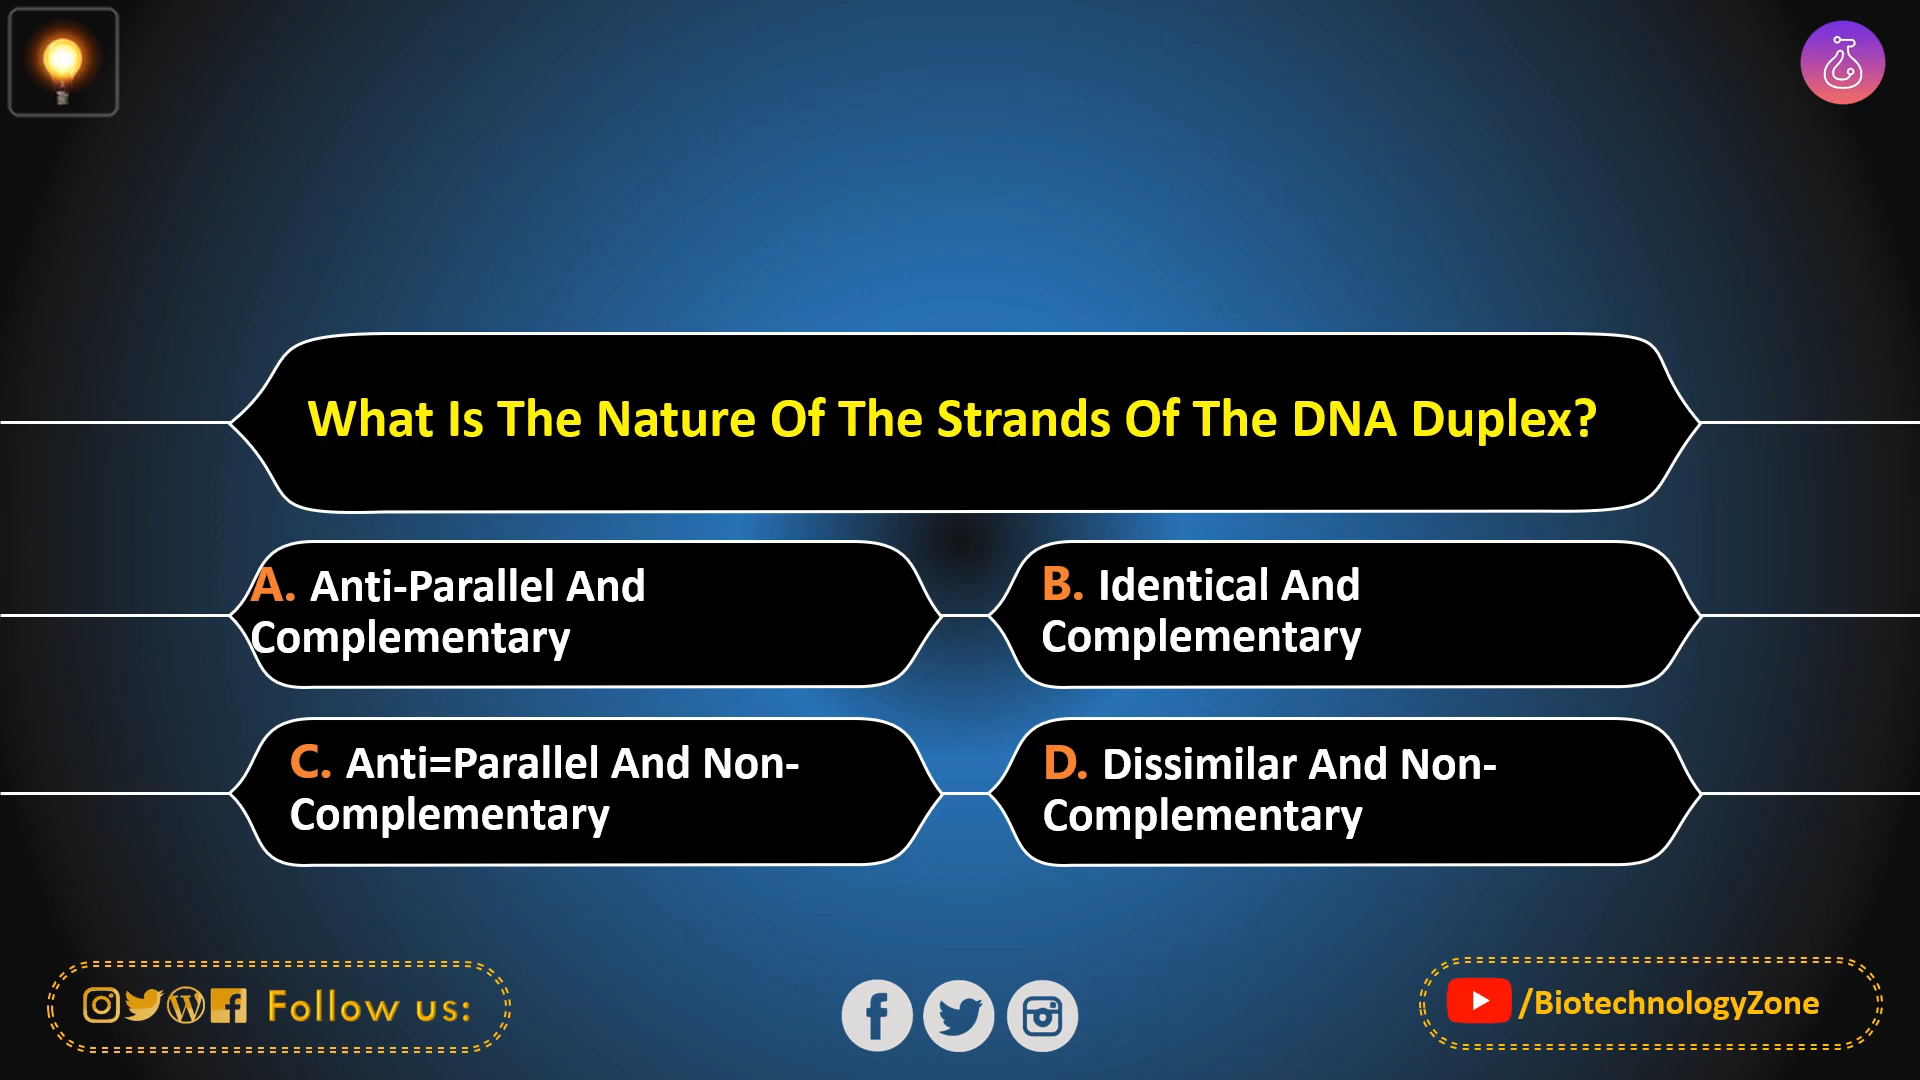 What Is The Nature Of The Strands Of The DNA Duplex?
A. Anti-Parallel And
Complementary
B. Identical And
Complementary
C. Anti=Parallel And Non-
Complementary
D. Dissimilar And Non-
Complementary
Follow us:
/BiotechnologyZone